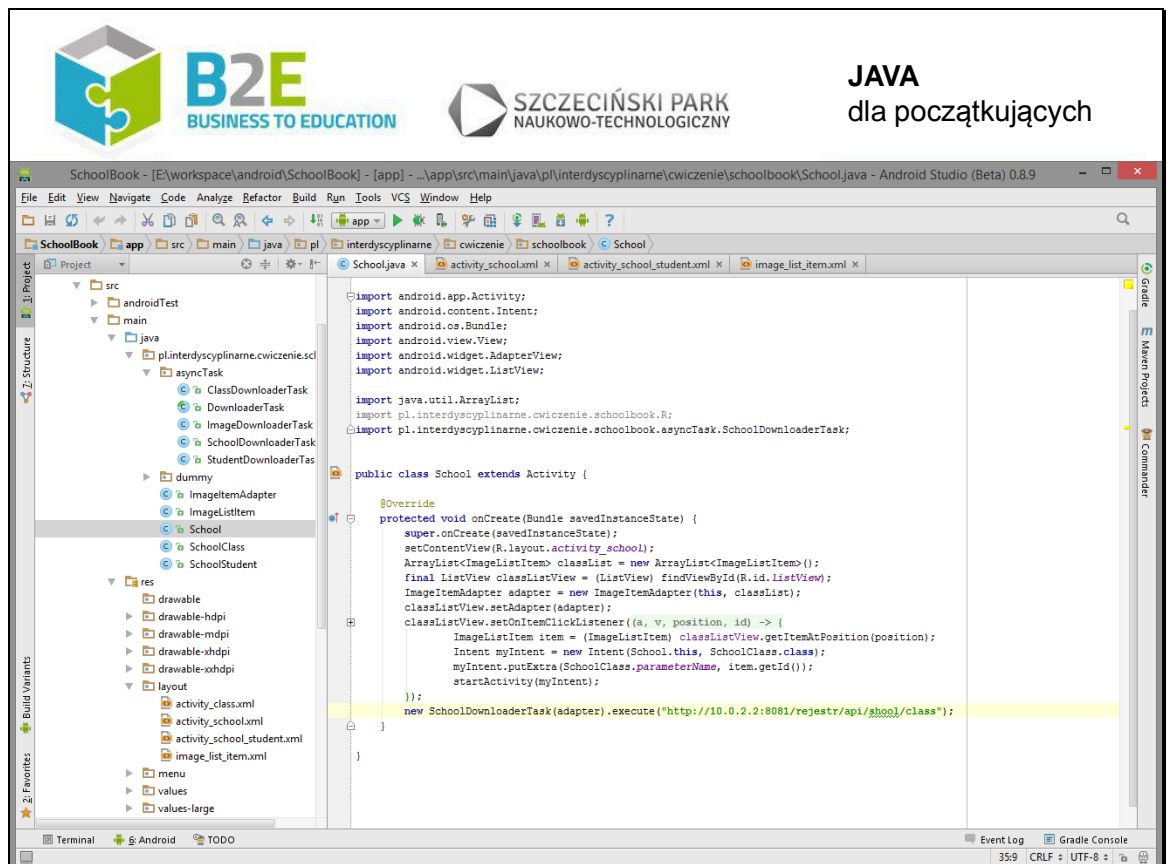 B2E
BUSINESS TO EDUCATION
SZCZECIŃSKI PARK
NAUKOWO-TECHNOLOGICZNY
JAVA
dla początkujących
SchoolBook - [E:\workspace\android\SchoolBook] - [app] - ...\app\src\main\java\pl\interdyscyplinarne\cwiczenie\schoolbook\School.java - Android Studio (Beta) 0.8.9
File Edit View Navigate Code Analyze Refactor Build Run Tools VCS Window Help
app
SchoolBook app src main java pl interdyscyplinarne cwiczenie schoolbook School
Project
School.java activity_school.xml activity_school_student.xml image_list_item.xml
1: Project
7: Structure
Build Variants
2: Favorites
src
androidTest
main
java
pl.interdyscyplinarne.cwiczenie.scl
asyncTask
ClassDownloaderTask
DownloaderTask
ImageDownloaderTask
SchoolDownloaderTask
StudentDownloaderTas
dummy
ImageItemAdapter
ImageListItem
School
SchoolClass
SchoolStudent
res
drawable
drawable-hdpi
drawable-mdpi
drawable-xhdpi
drawable-xxhdpi
layout
activity_class.xml
activity_school.xml
activity_school_student.xml
image_list_item.xml
menu
values
values-large
import android.app.Activity;
import android.content.Intent;
import android.os.Bundle;
import android.view.View;
import android.widget.AdapterView;
import android.widget.ListView;
import java.util.ArrayList;
import pl.interdyscyplinarne.cwiczenie.schoolbook.R;
import pl.interdyscyplinarne.cwiczenie.schoolbook.asyncTask.SchoolDownloaderTask;
public class School extends Activity {
@Override
protected void onCreate(Bundle savedInstanceState) {
super.onCreate(savedInstanceState);
setContentView(R.layout.activity_school);
ArrayList<ImageListItem> classList = new ArrayList<ImageListItem>();
final ListView classListView = (ListView) findViewById(R.id.listView);
ImageItemAdapter adapter = new ImageItemAdapter(this, classList);
classListView.setAdapter(adapter);
classListView.setOnItemClickListener((a, v, position, id) -> {
ImageListItem item = (ImageListItem) classListView.getItemAtPosition(position);
Intent myIntent = new Intent(School.this, SchoolClass.class);
myIntent.putExtra(SchoolClass.parameterName, item.getId());
startActivity(myIntent);
});
new SchoolDownloaderTask(adapter).execute("http://10.0.2.2:8081/rejestr/api/shool/class");
}
}
Gradle
m Maven Projects
Commander
Terminal 6: Android TODO Event Log Gradle Console
35:9 CRLF UTF-8